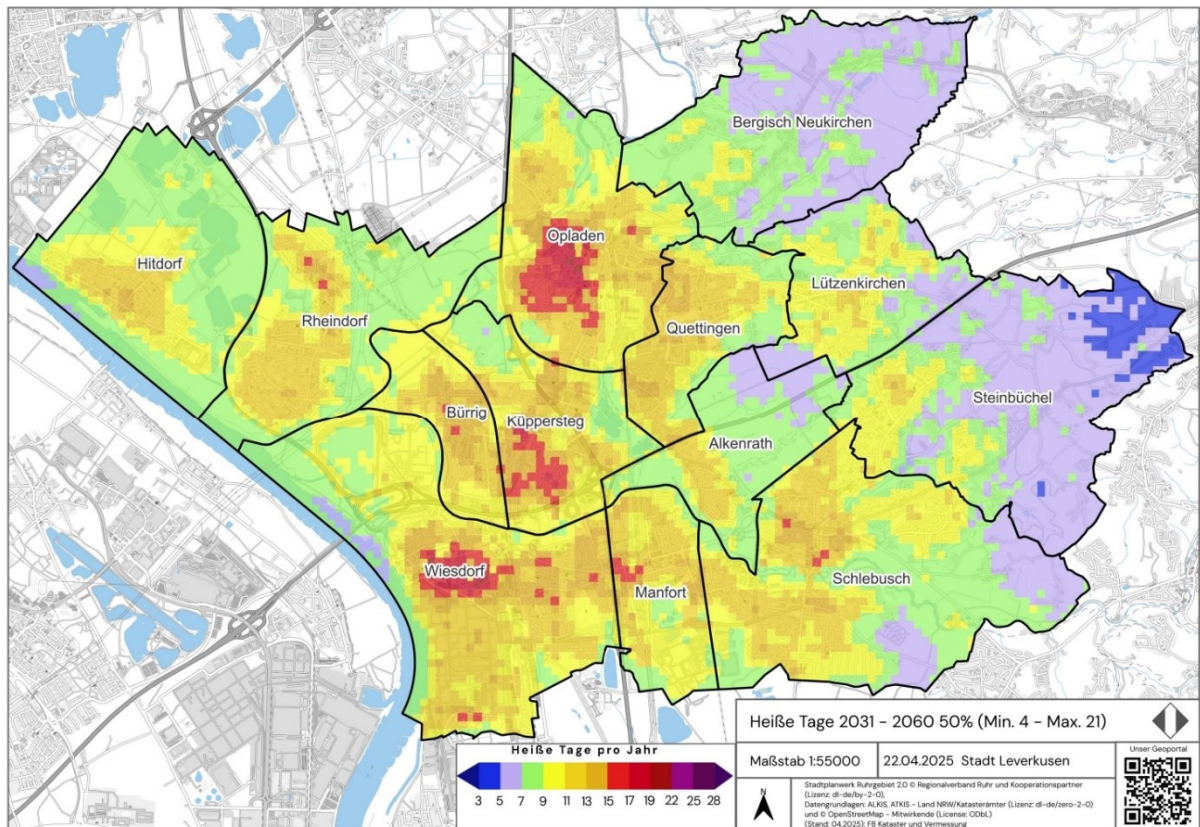 Bergisch Neukirchen
Opladen
Hitdorf
Lützenkirchen
Rheindorf
Quettingen
Steinbüchel
Bürrig
Küppersteg
Alkenrath
Wiesdorf
Schlebusch
Manfort
Heiße Tage 2031 - 2060 50% (Min. 4 - Max. 21)
Heiße Tage pro Jahr
3 5 7 9 11 13 15 17 19 22 25 28
Maßstab 1:55000
22.04.2025 Stadt Leverkusen
Unser Geoportal
N
Stadtplanwerk Ruhrgebiet 2.0 © Regionalverband Ruhr und Kooperationspartner
(Lizenz: dl-de/by-2-0),
Datengrundlagen: ALKIS, ATKIS - Land NRW/Katasterämter (Lizenz: dl-de/zero-2-0)
und © OpenStreetMap - Mitwirkende (License: ODbL)
(Stand: 04.2025): FB Kataster und Vermessung